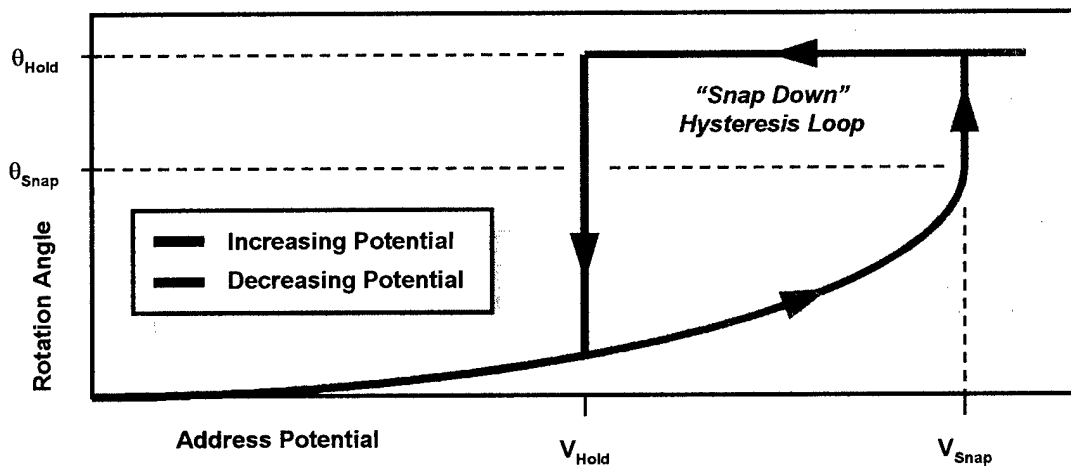 θHold
"Snap Down"
Hysteresis Loop
θSnap
Rotation Angle
Increasing Potential
Decreasing Potential
Address Potential
VHold
VSnap